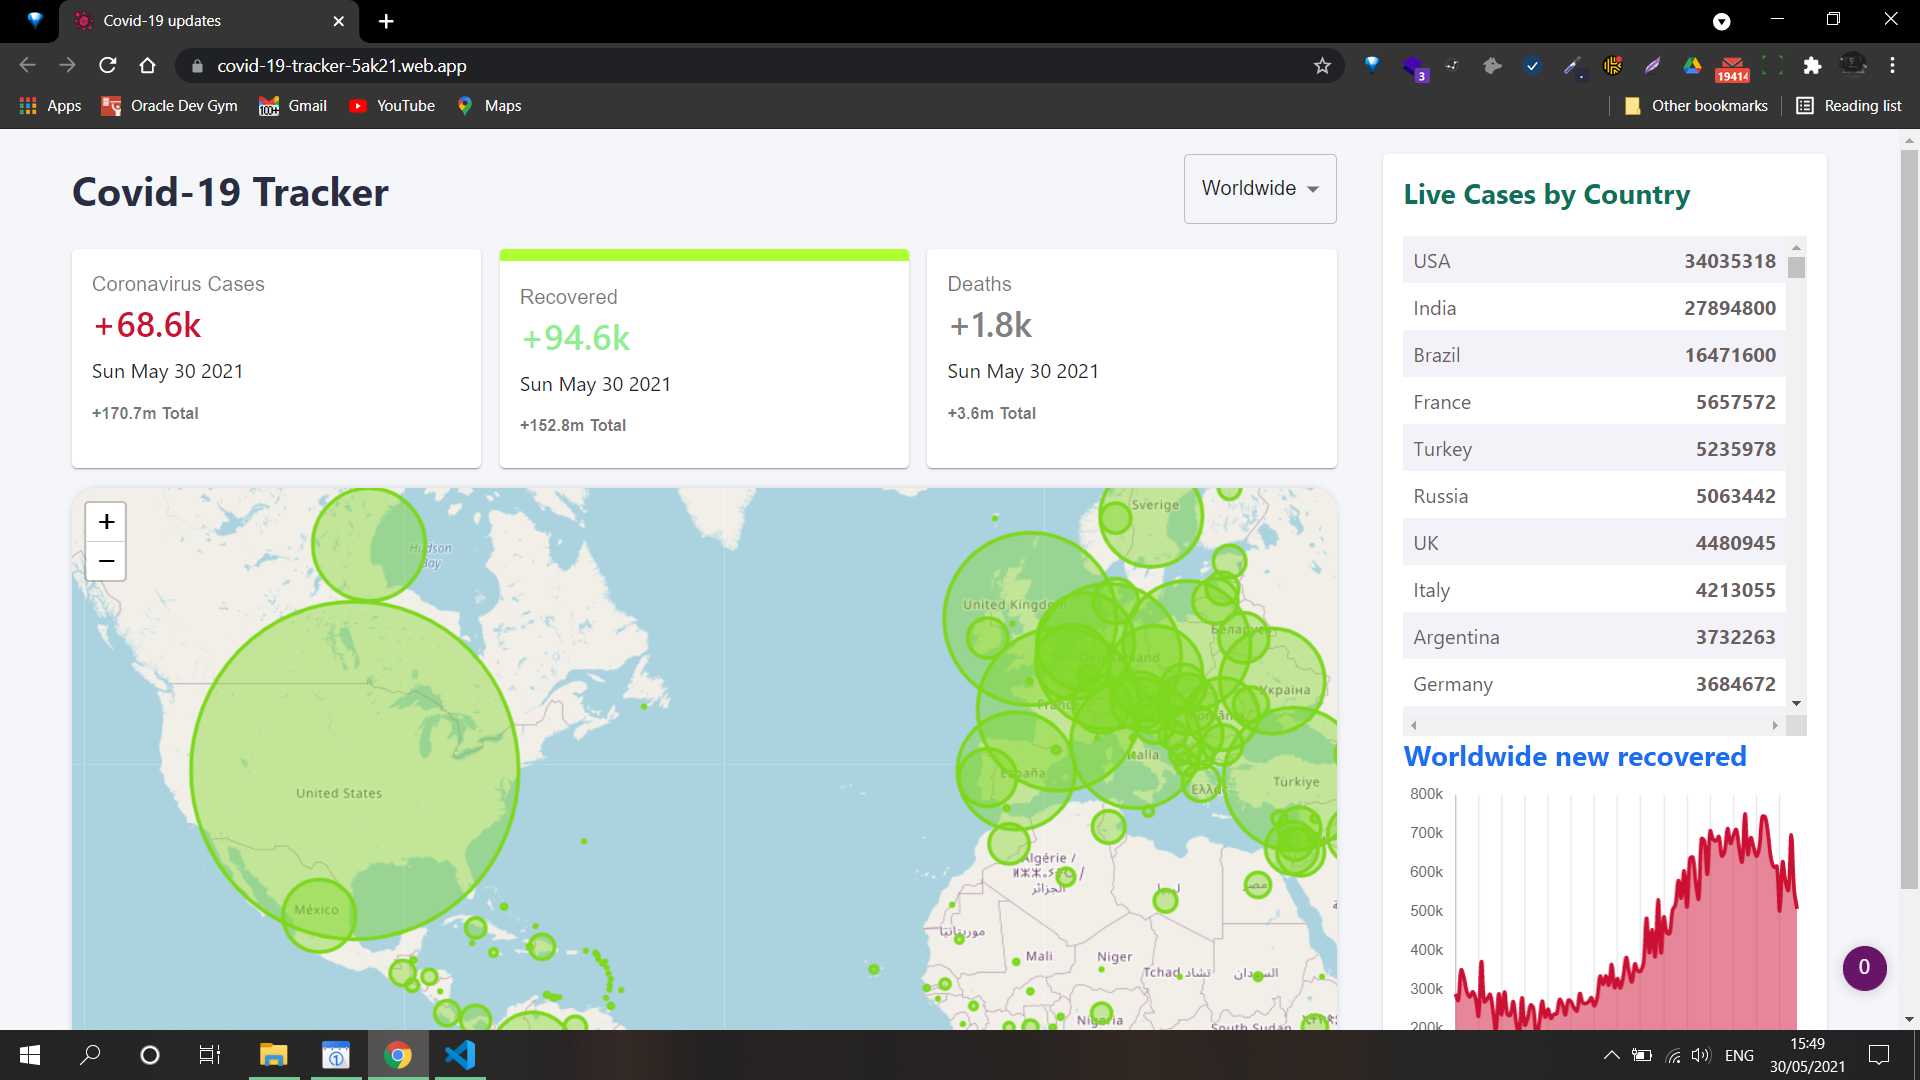 Covid-19 updates
covid-19-tracker-5ak21.web.app
3
19414
Apps
Oracle Dev Gym
100+
Gmail
YouTube
Maps
Other bookmarks
Reading list
Covid-19 Tracker
Worldwide
Coronavirus Cases
+68.6k
Sun May 30 2021
+170.7m Total
Recovered
+94.6k
Sun May 30 2021
+152.8m Total
Deaths
+1.8k
Sun May 30 2021
+3.6m Total
+
−
Hudson
Bay
United States
México
Sverige
United Kingdom
Беларусь
Deutschland
Україна
France
România
Italia
España
Ελλάς
Türkiye
Algérie /
الجزائر
ليبيا
مصر
موريتانيا
Mali
Niger
Tchad تشاد
السودان
Nigeria
South Sudan
Live Cases by Country
USA 34035318
India 27894800
Brazil 16471600
France 5657572
Turkey 5235978
Russia 5063442
UK 4480945
Italy 4213055
Argentina 3732263
Germany 3684672
Worldwide new recovered
800k
700k
600k
500k
400k
300k
200k
0
ENG
15:49
30/05/2021